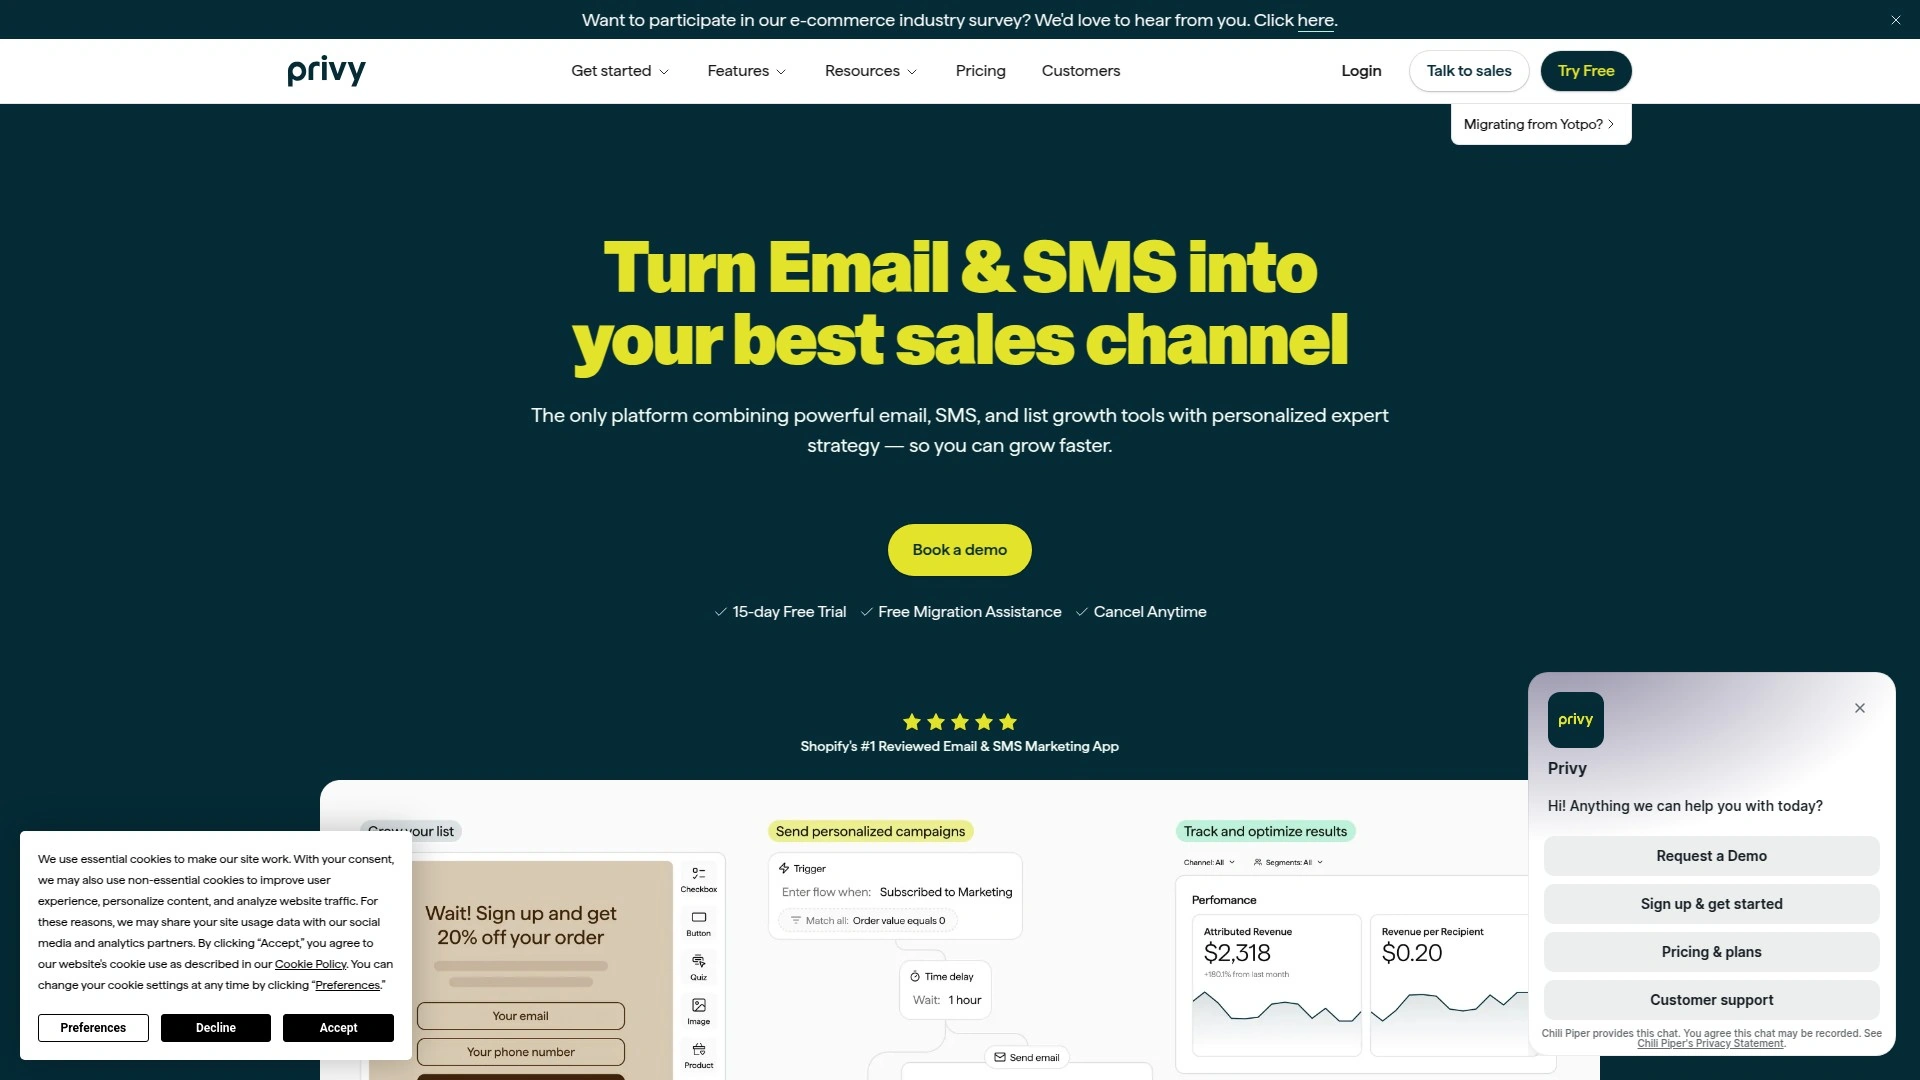 Want to participate in our e-commerce industry survey? We'd love to hear from you. Click here.
privy
Get started
Features
Resources
Pricing
Customers
Login
Talk to sales
Try Free
Migrating from Yotpo?
Turn Email & SMS into
your best sales channel
The only platform combining powerful email, SMS, and list growth tools with personalized expert
strategy — so you can grow faster.
Book a demo
15-day Free Trial
Free Migration Assistance
Cancel Anytime
Shopify's #1 Reviewed Email & SMS Marketing App
Grow your list
Wait! Sign up and get
20% off your order
Your email
Your phone number
Checkbox
Button
Quiz
Image
Product
Send personalized campaigns
Trigger
Enter flow when: Subscribed to Marketing
Match all: Order value equals 0
Time delay
Wait: 1 hour
Send email
Track and optimize results
Channel: All
Segments: All
Perfomance
Attributed Revenue
$2,318
+180.1% from last month
Revenue per Recipient
$0.20
We use essential cookies to make our site work. With your consent,
we may also use non-essential cookies to improve user
experience, personalize content, and analyze website traffic. For
these reasons, we may share your site usage data with our social
media and analytics partners. By clicking “Accept,” you agree to
our website's cookie use as described in our Cookie Policy. You can
change your cookie settings at any time by clicking “Preferences.”
Preferences
Decline
Accept
privy
Privy
Hi! Anything we can help you with today?
Request a Demo
Sign up & get started
Pricing & plans
Customer support
Chili Piper provides this chat. You agree this chat may be recorded. See
Chili Piper's Privacy Statement.